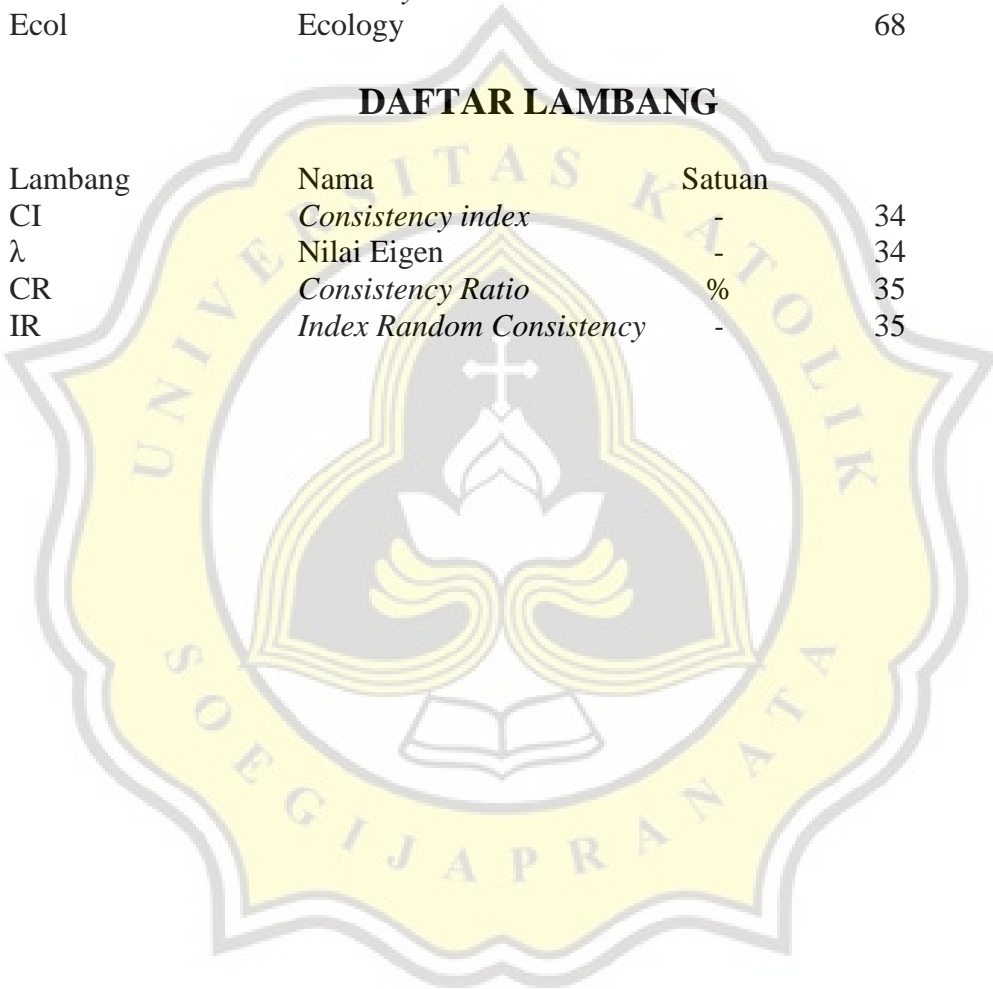 Ecol Ecology 68
DAFTAR LAMBANG
Lambang Nama Satuan
CI Consistency index - 34
λ Nilai Eigen - 34
CR Consistency Ratio % 35
IR Index Random Consistency - 35
UNIVERSITAS KATOLIK
SOEGIJAPRANATA